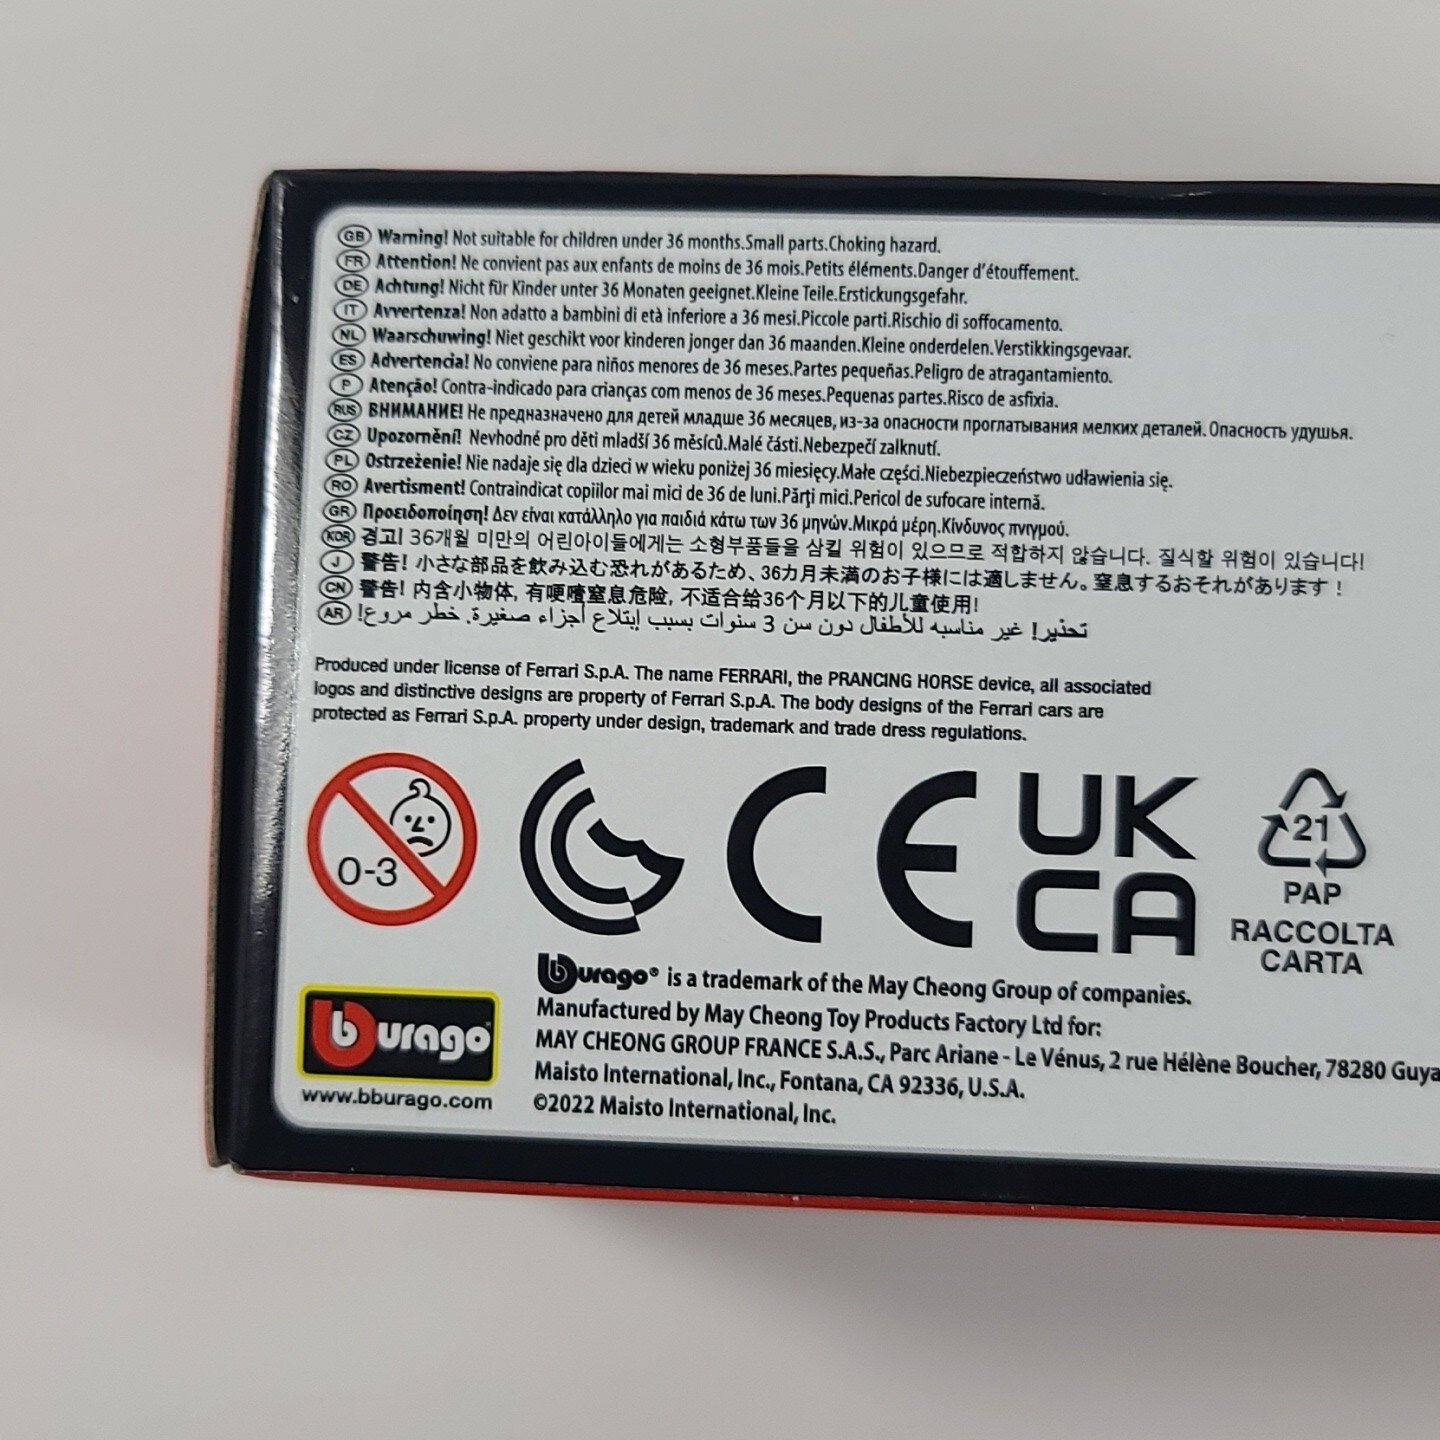 GB Warning! Not suitable for children under 36 months.Small parts.Choking hazard.
FR Attention! Ne convient pas aux enfants de moins de 36 mois.Petits éléments.Danger d'étouffement.
DE Achtung! Nicht für Kinder unter 36 Monaten geeignet.Kleine Teile.Erstickungsgefahr.
IT Avvertenza! Non adatto a bambini di età inferiore a 36 mesi.Piccole parti.Rischio di soffocamento.
NL Waarschuwing! Niet geschikt voor kinderen jonger dan 36 maanden.Kleine onderdelen.Verstikkingsgevaar.
ES Advertencia! No conviene para niños menores de 36 meses.Partes pequeñas.Peligro de atragantamiento.
P Atenção! Contra-indicado para crianças com menos de 36 meses.Pequenas partes.Risco de asfixia.
RUS ВНИМАНИЕ! Не предназначено для детей младше 36 месяцев, из-за опасности проглатывания мелких деталей. Опасность удушья.
CZ Upozornění! Nevhodné pro děti mladší 36 měsíců.Malé části.Nebezpečí zalknutí.
PL Ostrzeżenie! Nie nadaje się dla dzieci w wieku poniżej 36 miesięcy.Małe części.Niebezpieczeństwo udławienia się.
RO Avertisment! Contraindicat copiilor mai mici de 36 de luni.Părţi mici.Pericol de sufocare internă.
GR Προειδοποίηση! Δεν είναι κατάλληλο για παιδιά κάτω των 36 μηνών.Μικρά μέρη.Κίνδυνος πνιγμού.
KOR 경고! 36개월 미만의 어린아이들에게는 소형부품들을 삼킬 위험이 있으므로 적합하지 않습니다. 질식할 위험이 있습니다!
J 警告! 小さな部品を飲み込む恐れがあるため、36カ月未満のお子様には適しません。窒息するおそれがあります！
CN 警告! 内含小物体, 有哽噎窒息危险, 不适合给36个月以下的儿童使用!
AR تحذير! غير مناسبه للأطفال دون سن 3 سنوات بسبب إبتلاع أجزاء صغيرة. خطر مروع!
Produced under license of Ferrari S.p.A. The name FERRARI, the PRANCING HORSE device, all associated
logos and distinctive designs are property of Ferrari S.p.A. The body designs of the Ferrari cars are
protected as Ferrari S.p.A. property under design, trademark and trade dress regulations.
0-3
CE
UK
CA
21
PAP
RACCOLTA
CARTA
burago
www.bburago.com
burago® is a trademark of the May Cheong Group of companies.
Manufactured by May Cheong Toy Products Factory Ltd for:
MAY CHEONG GROUP FRANCE S.A.S., Parc Ariane - Le Vénus, 2 rue Hélène Boucher, 78280 Guya
Maisto International, Inc., Fontana, CA 92336, U.S.A.
©2022 Maisto International, Inc.